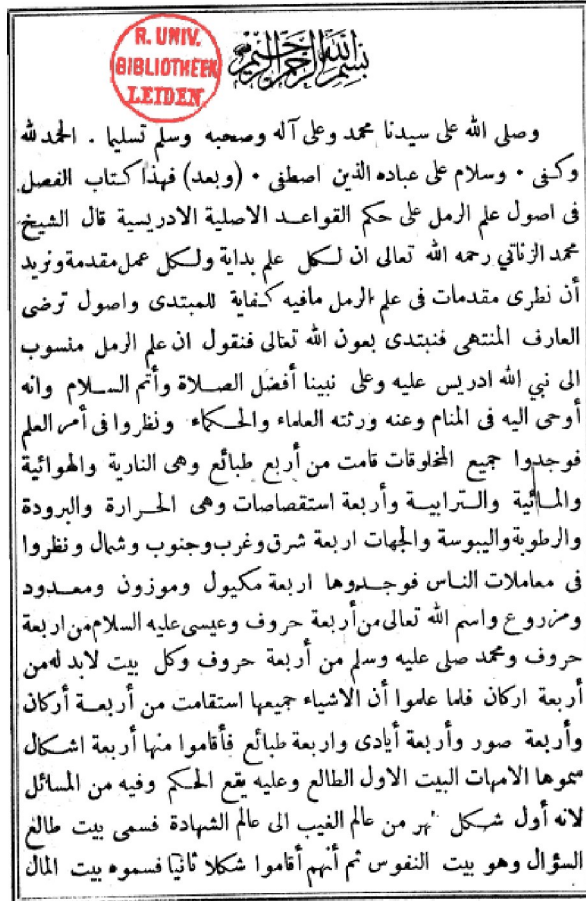 R. UNIV.
BIBLIOTHEEK
LEIDEN
بسم الله الرحمن الرحيم
وصلى الله على سيدنا محمد وعلى آله وصحبه وسلم تسليما . الحمد لله
وكفى . وسلام على عباده الذين اصطفى . (وبعد) فهذا كتاب الفصل
فى اصول علم الرمل على حكم القواعد الاصلية الادريسية قال الشيخ
محمد الزناتي رحمه الله تعالى ان لكل علم بداية ولكل عمل مقدمة ونريد
أن نطرى مقدمات فى علم الرمل مافيه كفاية للمبتدى واصول ترضى
العارف المنتهى فنبتدى بعون الله تعالى فنقول ان علم الرمل منسوب
الى نبي الله ادريس عليه وعلى نبينا أفضل الصلاة وأتم السلام وانه
أوحى اليه فى المنام وعنه ورثته العلماء والحكماء ونظروا فى أمر العلم
فوجدوا جميع المخلوقات قامت من أربع طبائع وهى النارية والهوائية
والمائية والترابية وأربعة استقصاصات وهى الحرارة والبرودة
والرطوبة واليبوسة والجهات اربعة شرق وغرب وجنوب وشمال ونظروا
فى معاملات الناس فوجدوها اربعة مكيول وموزون ومعدود
ومزروع واسم الله تعالى من أربعة حروف وعيسى عليه السلام من اربعة
حروف ومحمد صلى عليه وسلم من أربعة حروف وكل بيت لابد له من
أربعة اركان فلما علموا أن الاشياء جميعها استقامت من أربعة أركان
وأربعة صور وأربعة أيادى واربعة طبائع فأقاموا منها أربعة اشكال
سموها الامهات البيت الاول الطالع وعليه يقع الحكم وفيه من المسائل
لانه أول شكل من عالم الغيب الى عالم الشهادة فسمى بيت طالع
السؤال وهو بيت النفوس ثم أنهم أقاموا شكلا ثانيا فسموه بيت المال